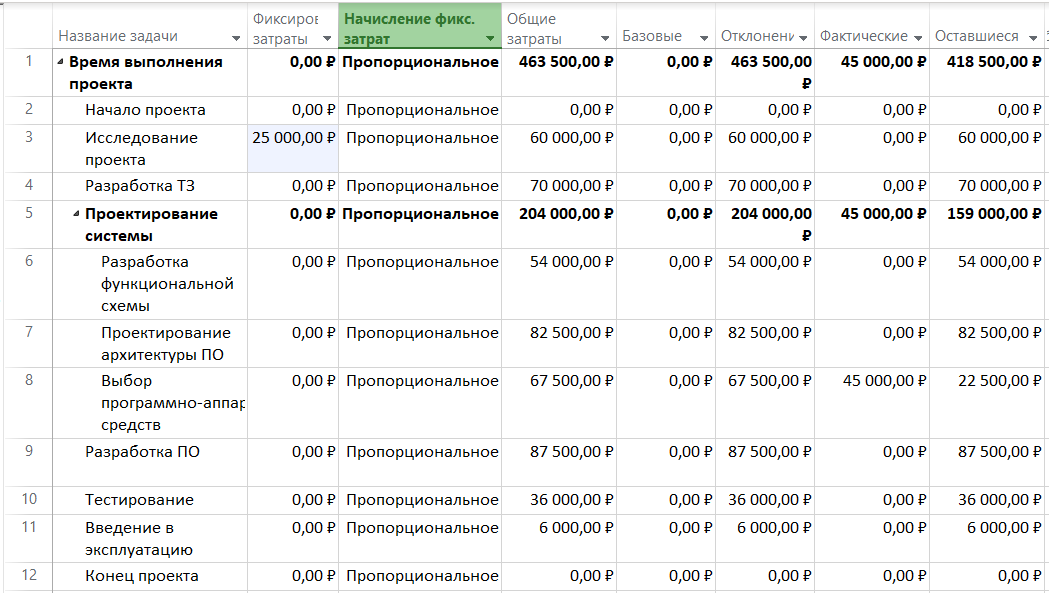 Название задачи Фиксиров затраты Начисление фикс. затрат Общие затраты Базовые Отклонени Фактические Оставшиеся
1 Время выполнения проекта 0,00 ₽ Пропорциональное 463 500,00 ₽ 0,00 ₽ 463 500,00 ₽ 45 000,00 ₽ 418 500,00 ₽
2 Начало проекта 0,00 ₽ Пропорциональное 0,00 ₽ 0,00 ₽ 0,00 ₽ 0,00 ₽ 0,00 ₽
3 Исследование проекта 25 000,00 ₽ Пропорциональное 60 000,00 ₽ 0,00 ₽ 60 000,00 ₽ 0,00 ₽ 60 000,00 ₽
4 Разработка ТЗ 0,00 ₽ Пропорциональное 70 000,00 ₽ 0,00 ₽ 70 000,00 ₽ 0,00 ₽ 70 000,00 ₽
5 Проектирование системы 0,00 ₽ Пропорциональное 204 000,00 ₽ 0,00 ₽ 204 000,00 ₽ 45 000,00 ₽ 159 000,00 ₽
6 Разработка функциональной схемы 0,00 ₽ Пропорциональное 54 000,00 ₽ 0,00 ₽ 54 000,00 ₽ 0,00 ₽ 54 000,00 ₽
7 Проектирование архитектуры ПО 0,00 ₽ Пропорциональное 82 500,00 ₽ 0,00 ₽ 82 500,00 ₽ 0,00 ₽ 82 500,00 ₽
8 Выбор программно-аппар средств 0,00 ₽ Пропорциональное 67 500,00 ₽ 0,00 ₽ 67 500,00 ₽ 45 000,00 ₽ 22 500,00 ₽
9 Разработка ПО 0,00 ₽ Пропорциональное 87 500,00 ₽ 0,00 ₽ 87 500,00 ₽ 0,00 ₽ 87 500,00 ₽
10 Тестирование 0,00 ₽ Пропорциональное 36 000,00 ₽ 0,00 ₽ 36 000,00 ₽ 0,00 ₽ 36 000,00 ₽
11 Введение в эксплуатацию 0,00 ₽ Пропорциональное 6 000,00 ₽ 0,00 ₽ 6 000,00 ₽ 0,00 ₽ 6 000,00 ₽
12 Конец проекта 0,00 ₽ Пропорциональное 0,00 ₽ 0,00 ₽ 0,00 ₽ 0,00 ₽ 0,00 ₽